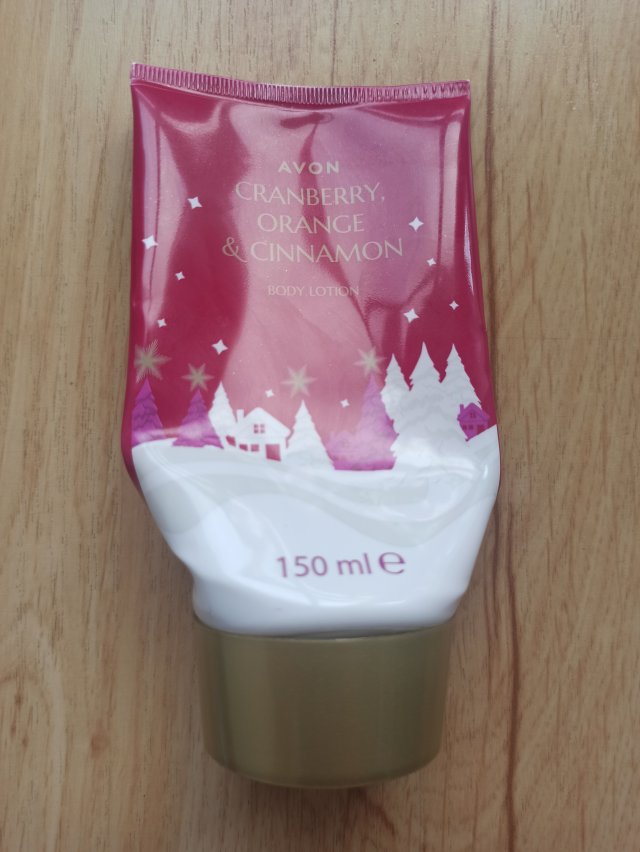 AVON
CRANBERRY,
ORANGE
& CINNAMON
BODY LOTION
150 ml ℮